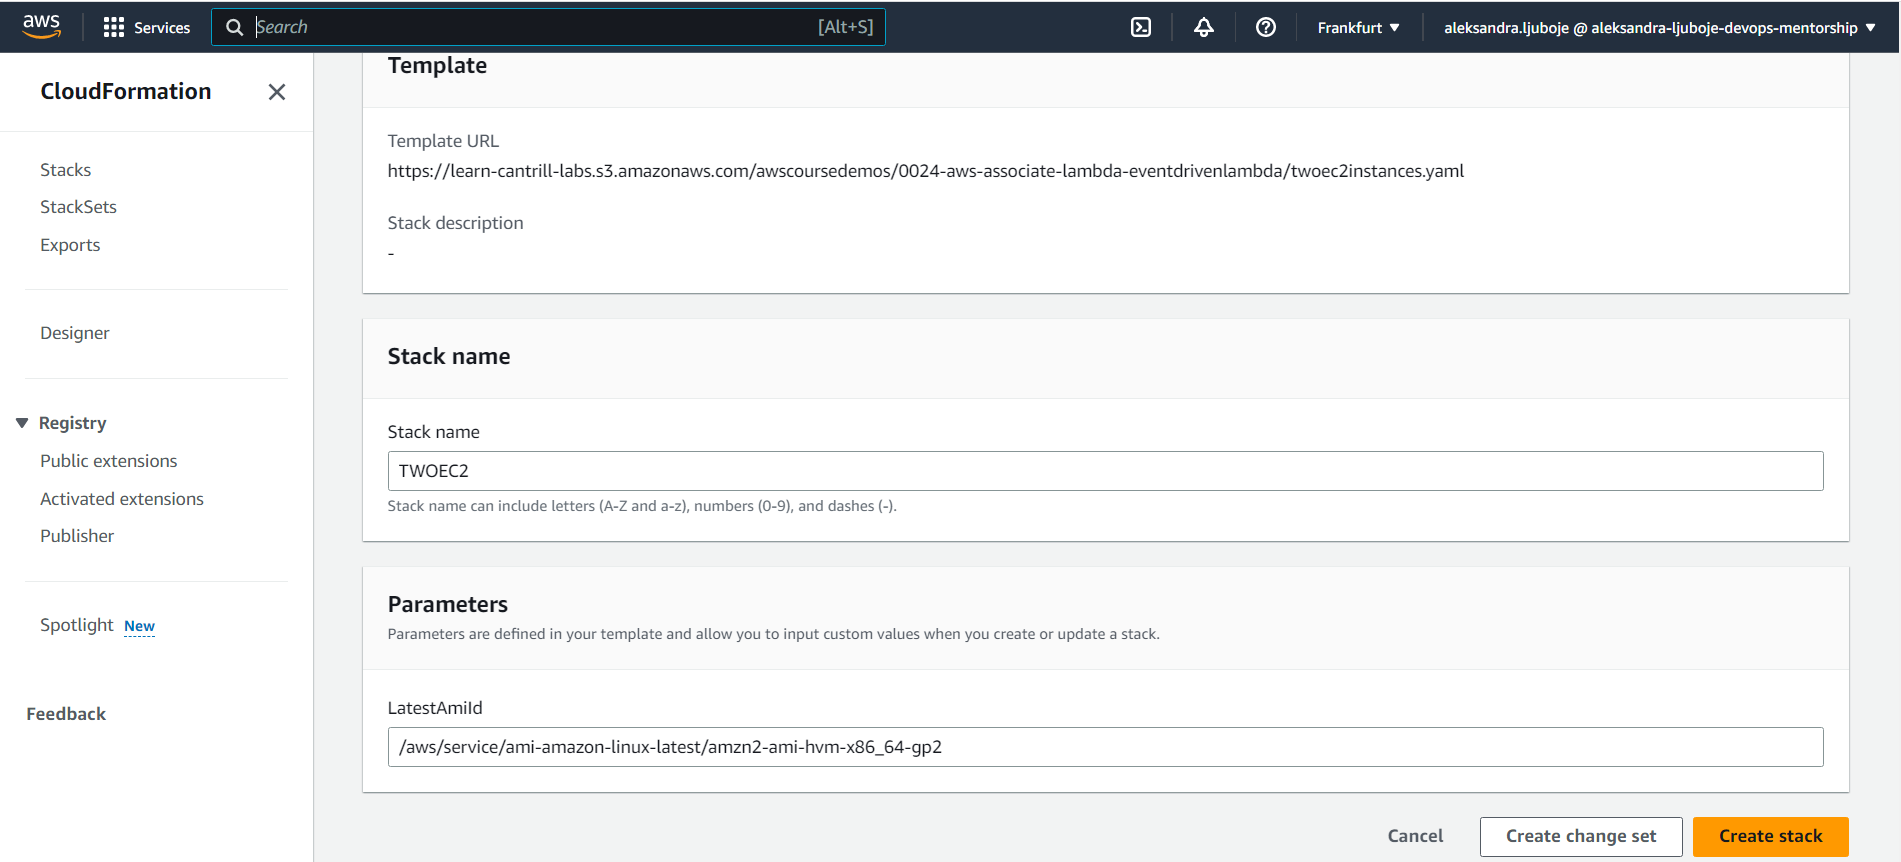 aws Services Search [Alt+S] Frankfurt ▼ aleksandra.ljuboje @ aleksandra-ljuboje-devops-mentorship ▼
CloudFormation
Stacks
StackSets
Exports
Designer
Registry
Public extensions
Activated extensions
Publisher
Spotlight New
Feedback
Template
Template URL
https://learn-cantrill-labs.s3.amazonaws.com/awscoursedemos/0024-aws-associate-lambda-eventdrivenlambda/twoec2instances.yaml
Stack description
-
Stack name
Stack name
TWOEC2
Stack name can include letters (A-Z and a-z), numbers (0-9), and dashes (-).
Parameters
Parameters are defined in your template and allow you to input custom values when you create or update a stack.
LatestAmiId
/aws/service/ami-amazon-linux-latest/amzn2-ami-hvm-x86_64-gp2
Cancel Create change set Create stack